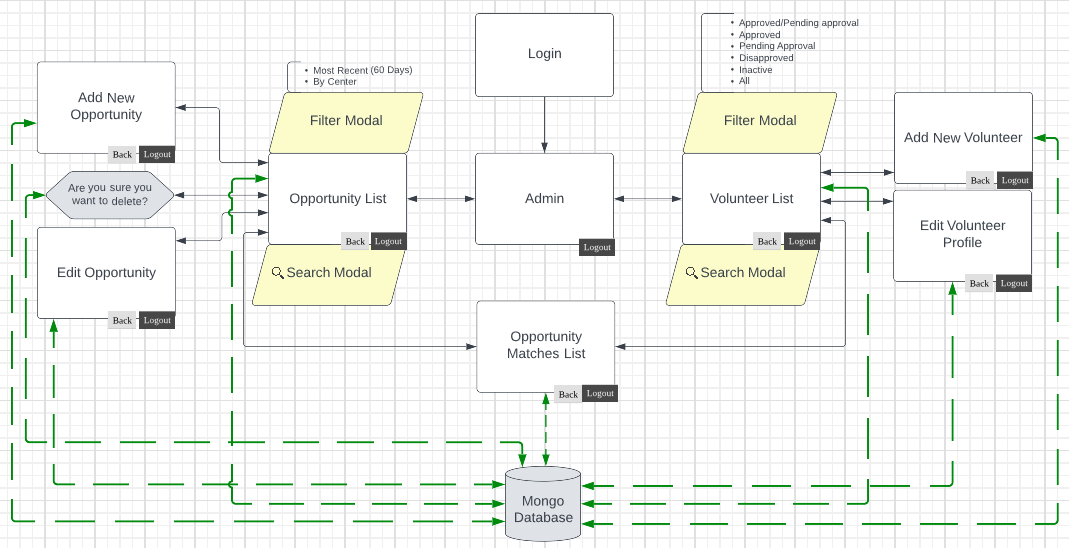 Login
• Approved/Pending approval
• Approved
• Pending Approval
• Disapproved
• Inactive
• All
• Most Recent (60 Days)
• By Center
Add New
Opportunity
Back
Logout
Filter Modal
Filter Modal
Add New Volunteer
Back
Logout
Are you sure you
want to delete?
Opportunity List
Back
Logout
Admin
Logout
Volunteer List
Back
Logout
Edit Volunteer
Profile
Back
Logout
Edit Opportunity
Back
Logout
Search Modal
Search Modal
Opportunity
Matches List
Back
Logout
Mongo
Database